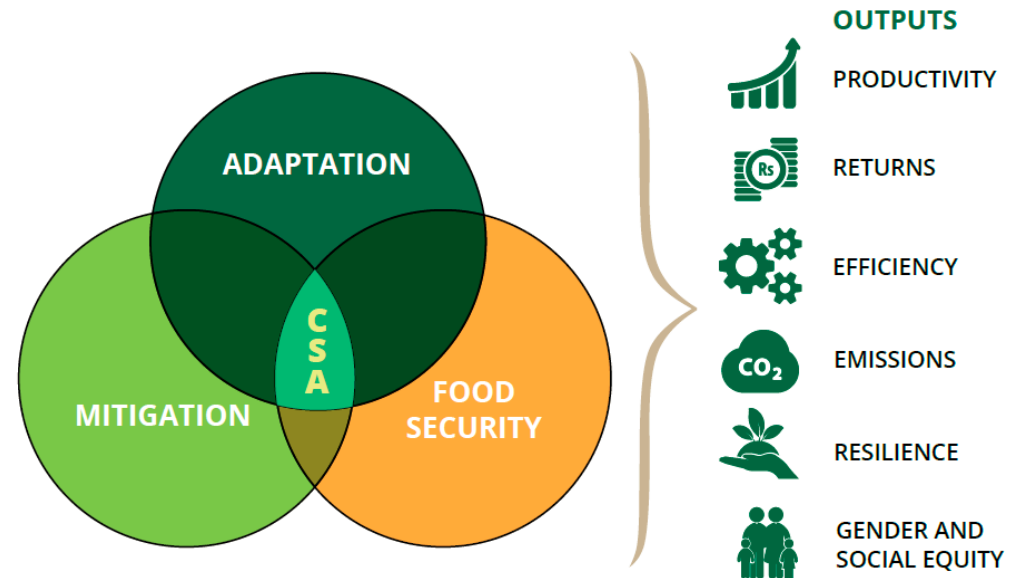 ADAPTATION
MITIGATION
FOOD
SECURITY
C
S
A
OUTPUTS
PRODUCTIVITY
Rs
RETURNS
EFFICIENCY
CO₂
EMISSIONS
RESILIENCE
GENDER AND
SOCIAL EQUITY